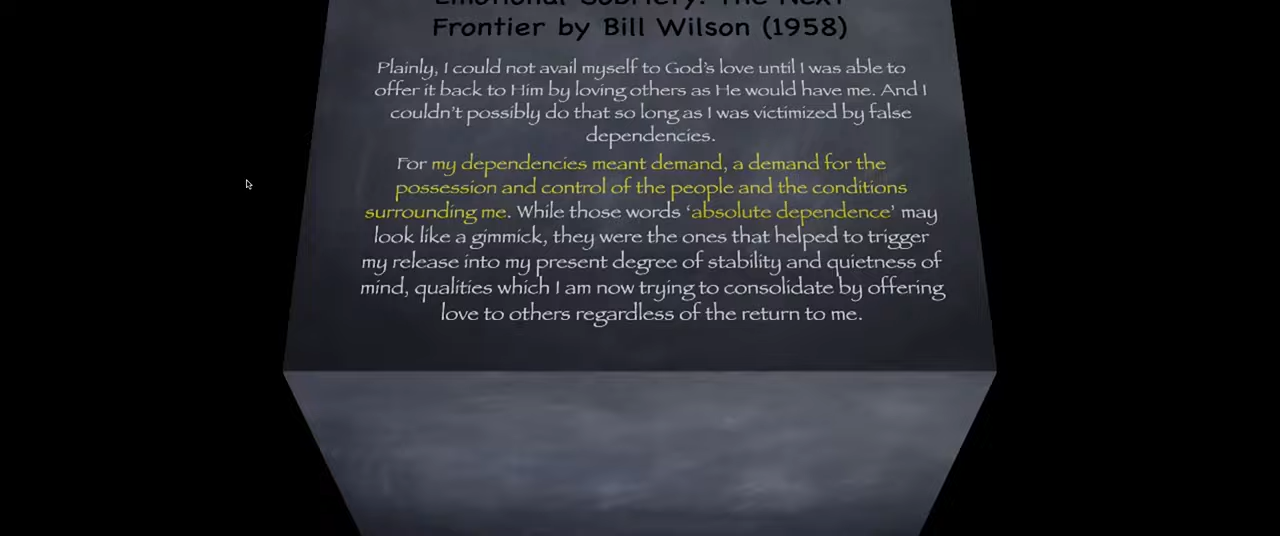 Emotional Sobriety: The Next
Frontier by Bill Wilson (1958)
Plainly, I could not avail myself to God's love until I was able to
offer it back to Him by loving others as He would have me. And I
couldn't possibly do that so long as I was victimized by false
dependencies.
For my dependencies meant demand, a demand for the
possession and control of the people and the conditions
surrounding me. While those words 'absolute dependence' may
look like a gimmick, they were the ones that helped to trigger
my release into my present degree of stability and quietness of
mind, qualities which I am now trying to consolidate by offering
love to others regardless of the return to me.